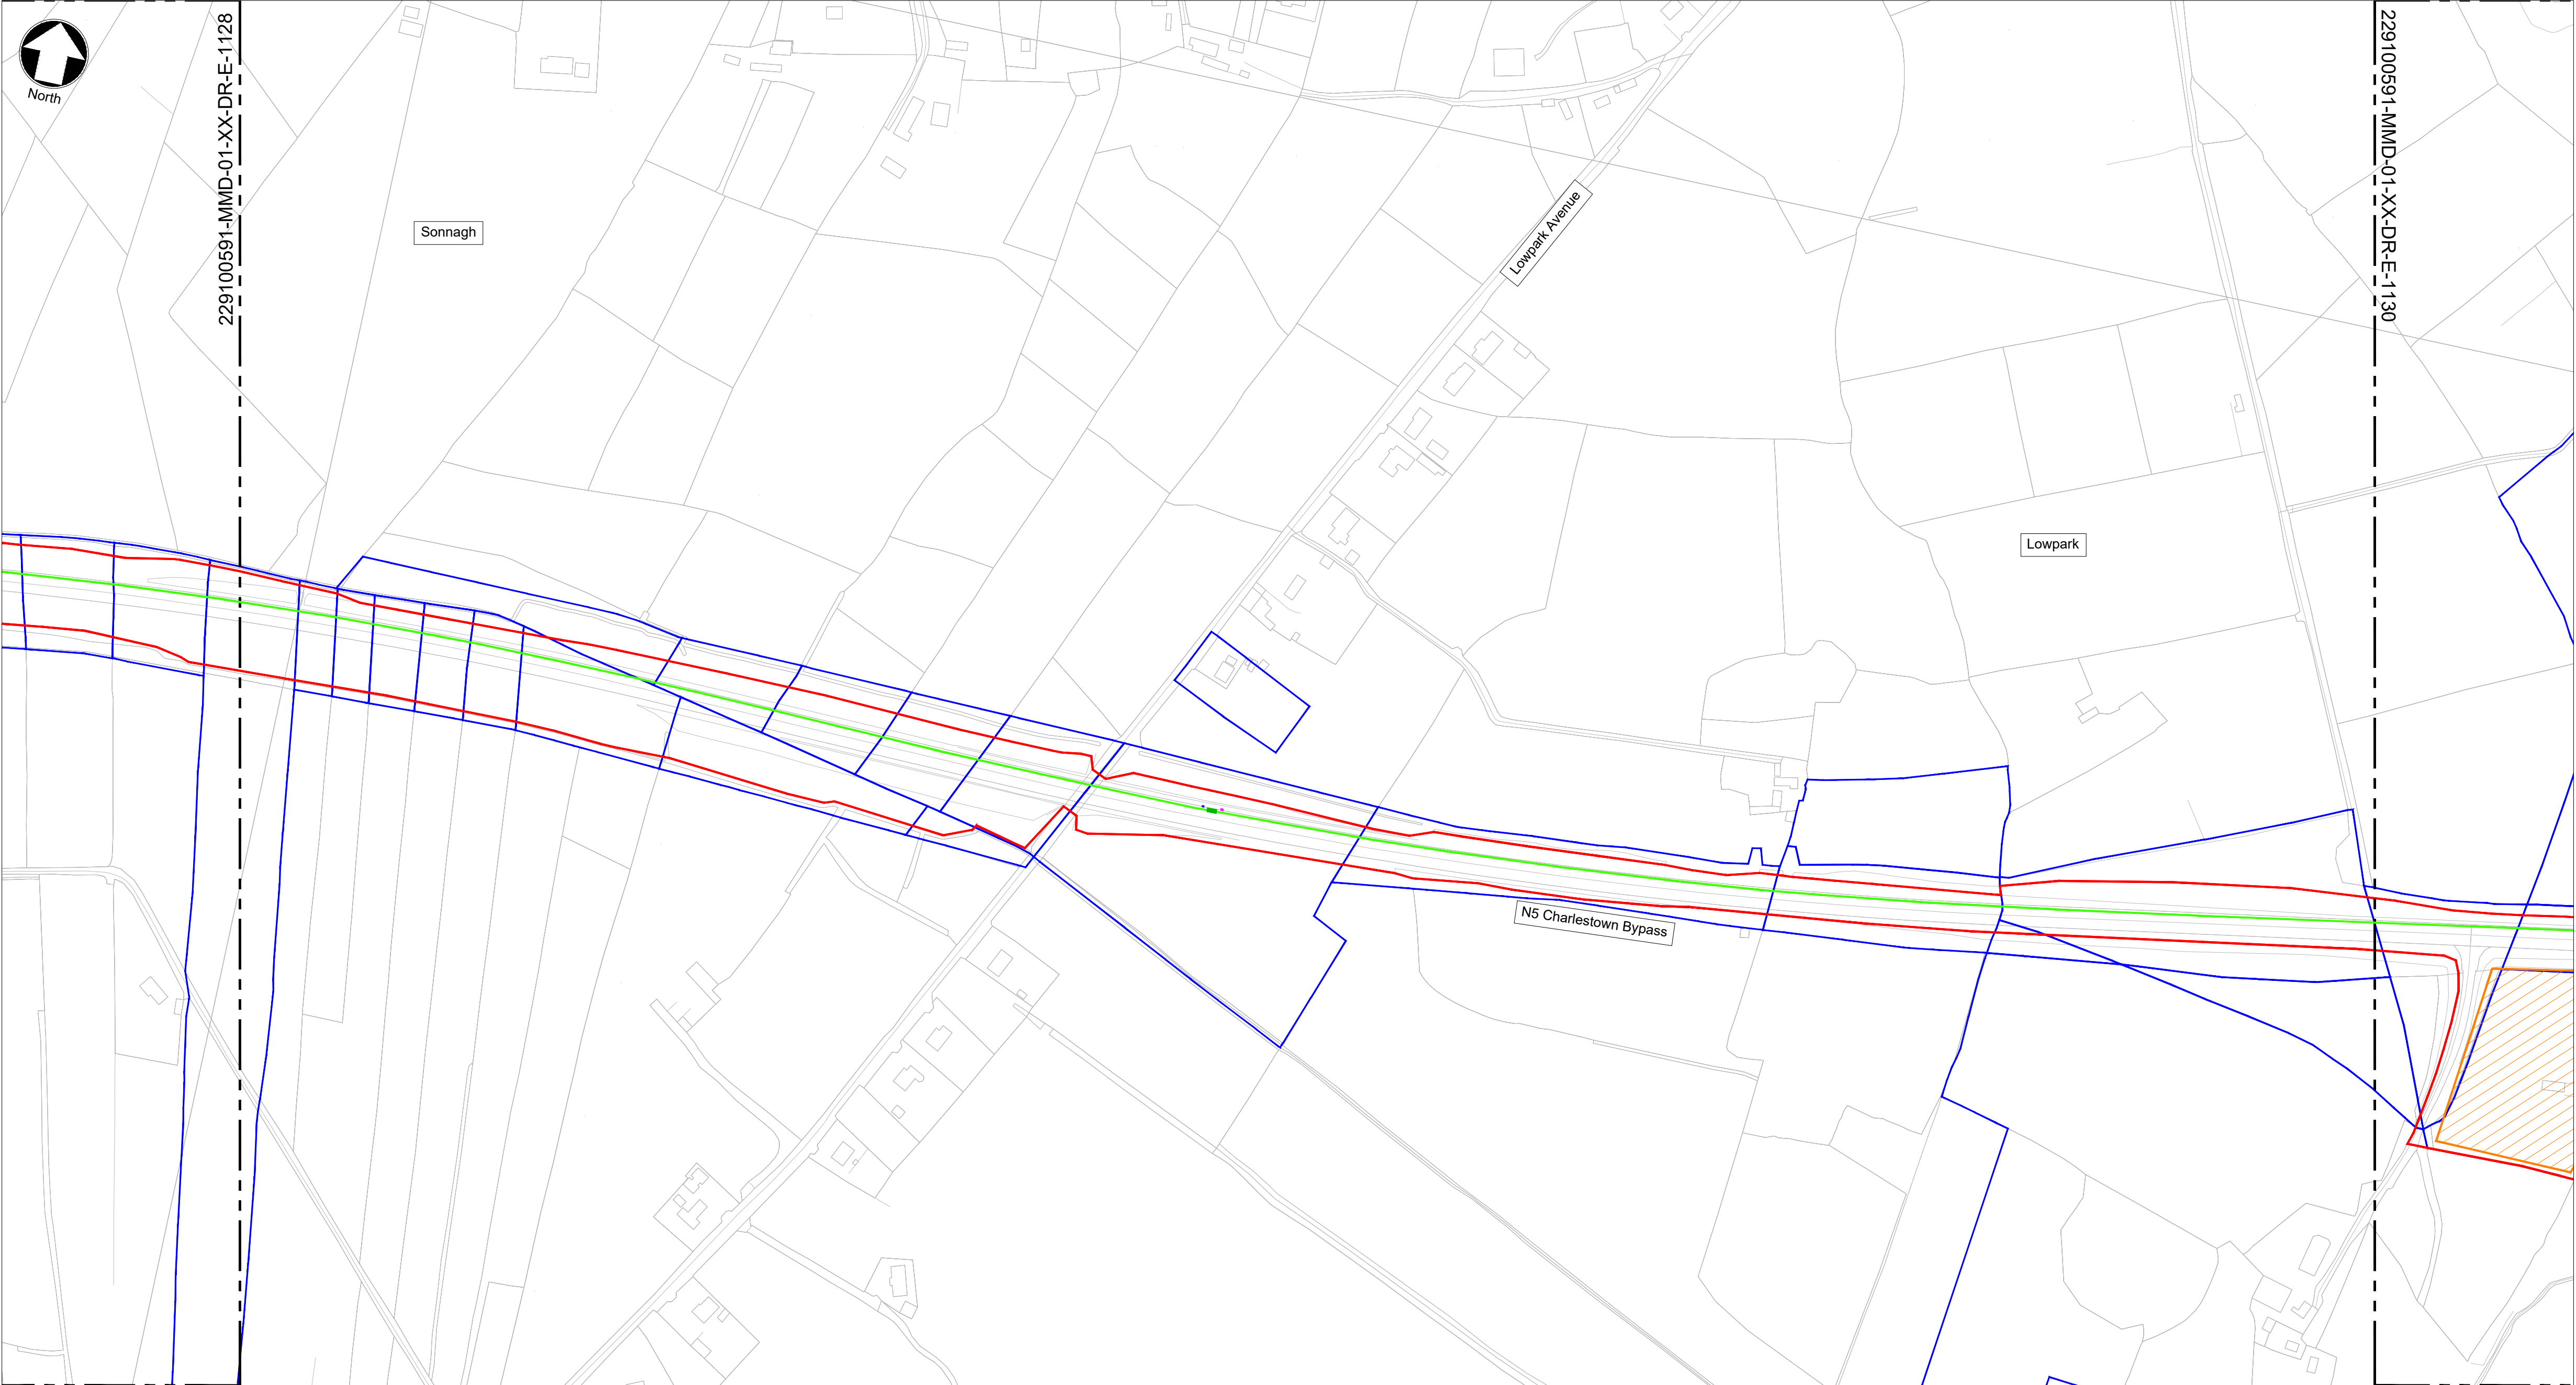 North
229100591-MMD-01-XX-DR-E-1128
229100591-MMD-01-XX-DR-E-1130
Sonnagh
Lowpark Avenue
Lowpark
N5 Charlestown Bypass